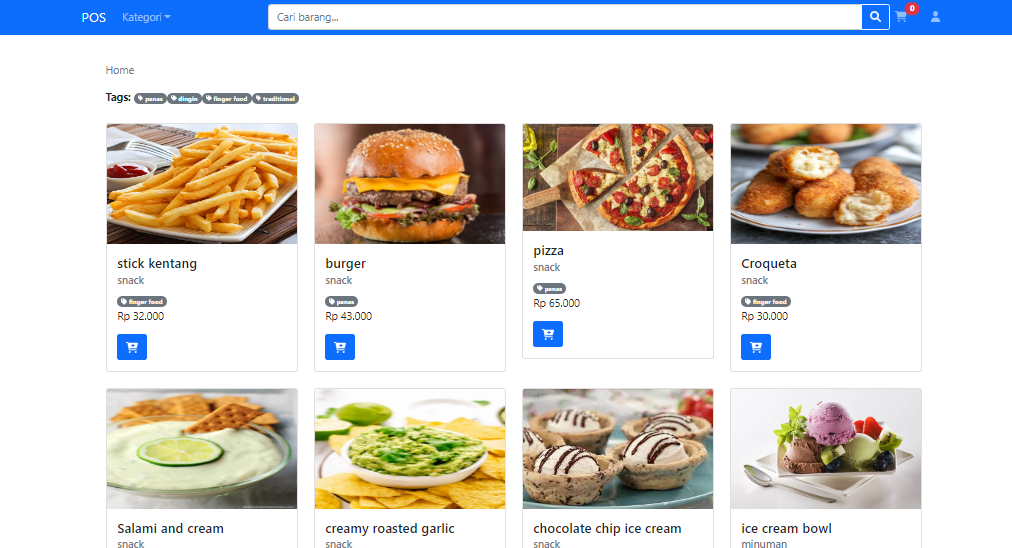 POS Kategori Cari barang... 0
Home
Tags: panas dingin finger food traditional
stick kentang
snack
finger food
Rp 32.000
burger
snack
panas
Rp 43.000
pizza
snack
panas
Rp 65.000
Croqueta
snack
finger food
Rp 30.000
Salami and cream
snack
creamy roasted garlic
snack
chocolate chip ice cream
snack
ice cream bowl
minuman